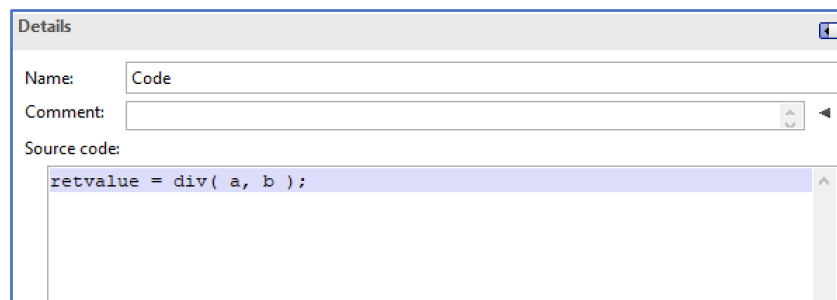 Details
Name: Code
Comment:
Source code:
retvalue = div( a, b );